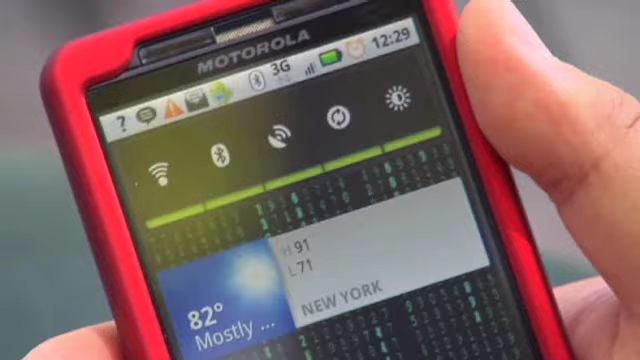 MOTOROLA
? 3G 12:29
H 91
L 71
82°
Mostly ...
NEW YORK